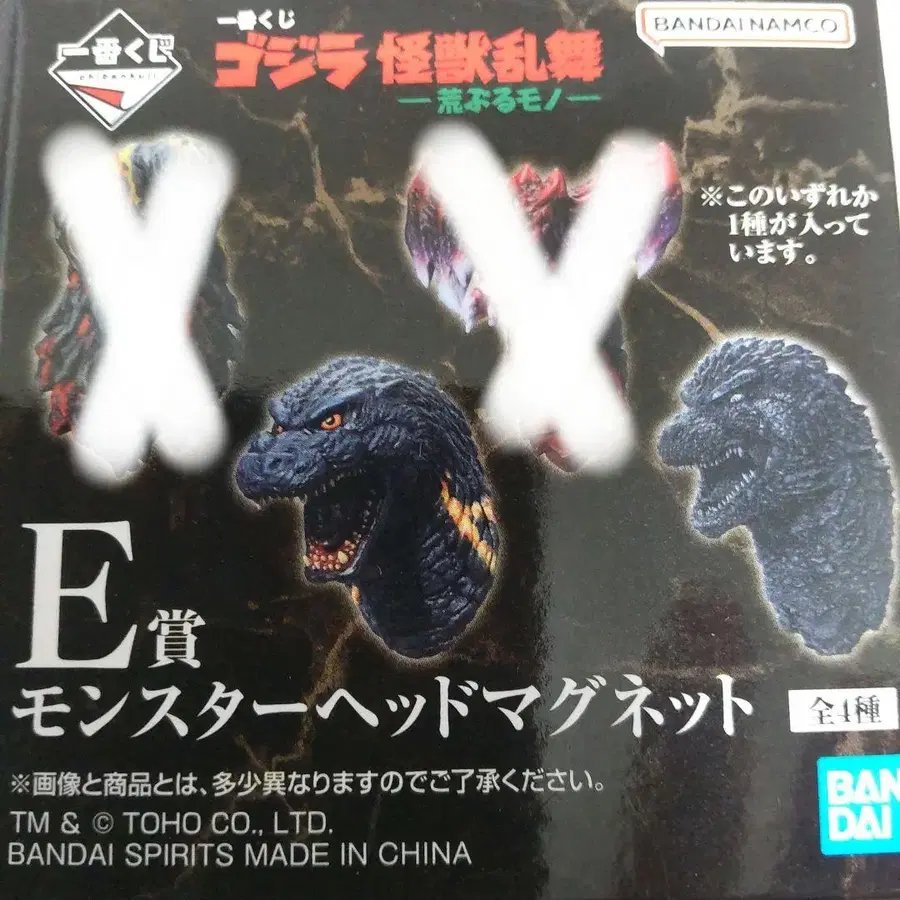 一番くじ
ichiban kuji
一番くじ
ゴジラ 怪獣乱舞
―荒ぶるモノ―
BANDAI NAMCO
※このいずれか
1種が入って
います。
E賞
モンスターヘッドマグネット
全4種
※画像と商品とは、多少異なりますのでご了承ください。
TM & © TOHO CO., LTD.
BANDAI SPIRITS MADE IN CHINA
BAN
DAI